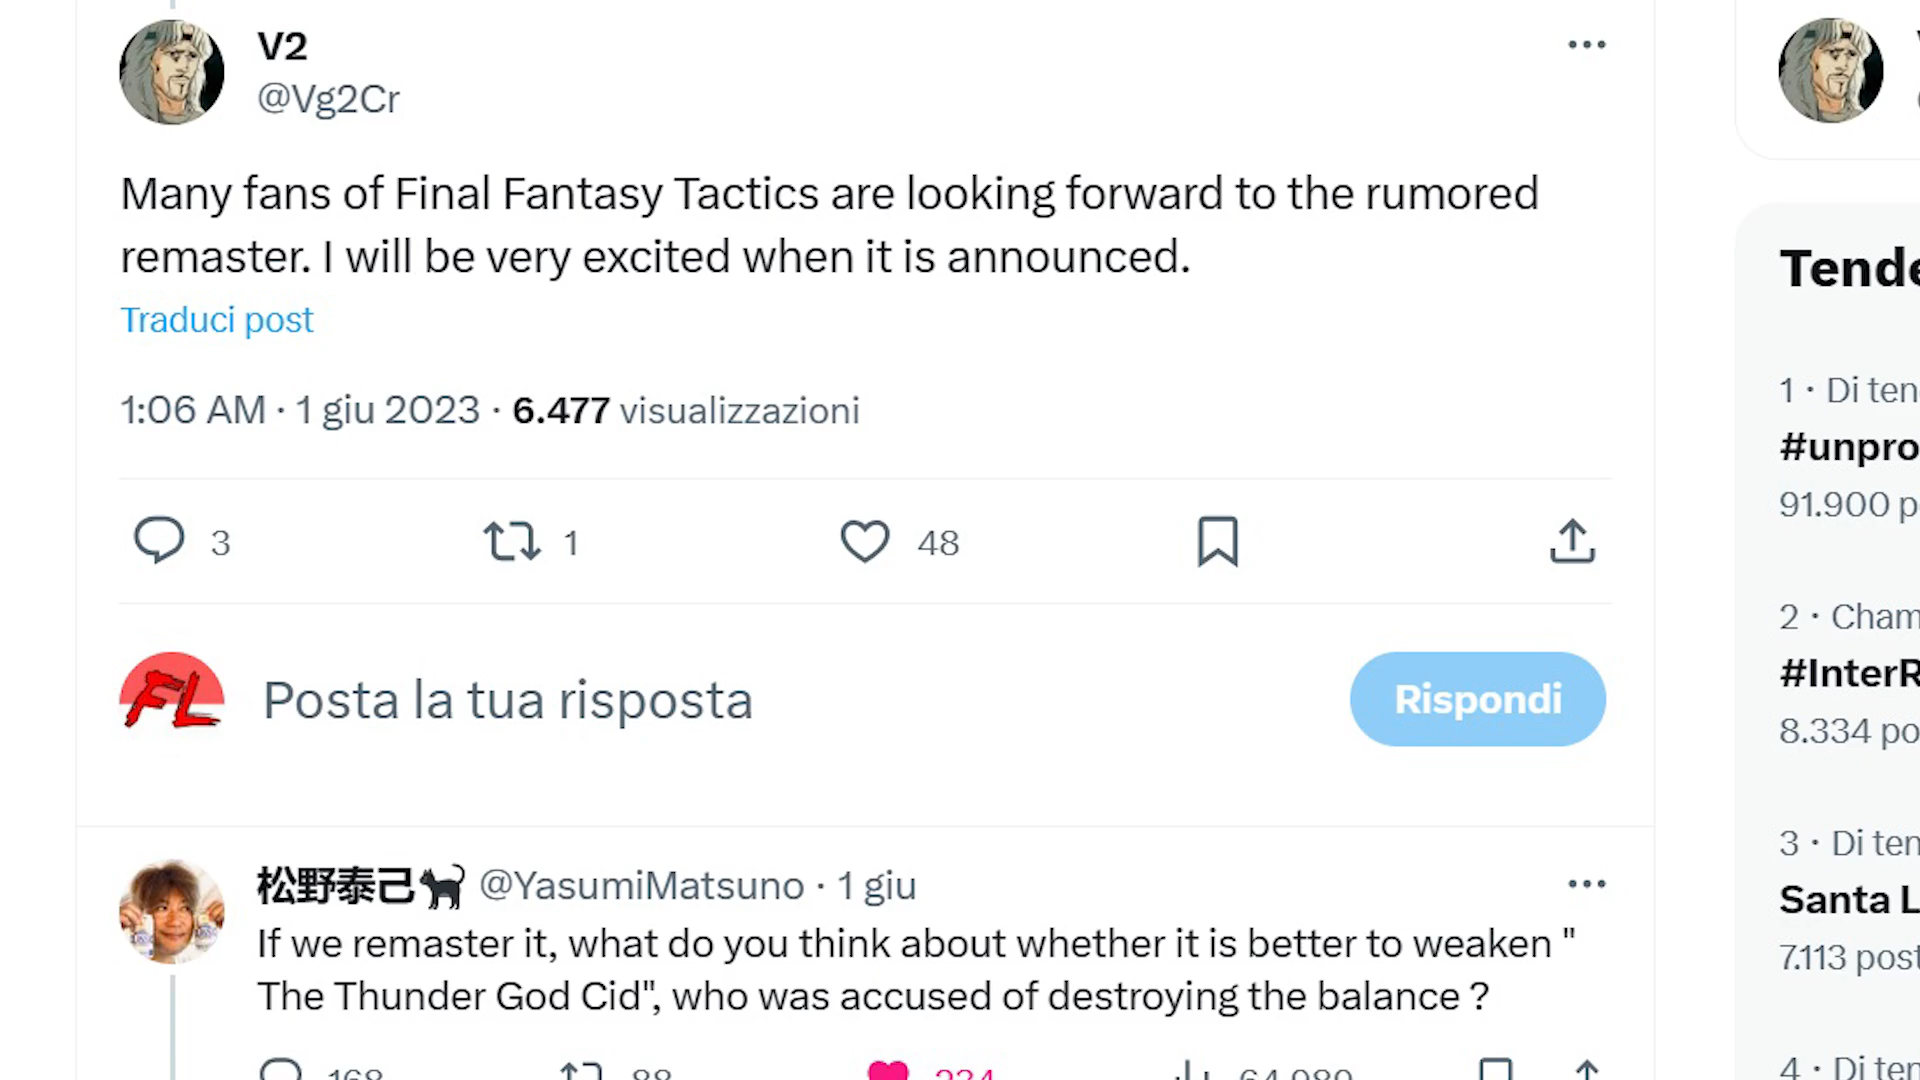 V2
@Vg2Cr
Many fans of Final Fantasy Tactics are looking forward to the rumored
remaster. I will be very excited when it is announced.
Traduci post
1:06 AM · 1 giu 2023 · 6.477 visualizzazioni
3 1 48
FL Posta la tua risposta Rispondi
松野泰己🐈‍⬛ @YasumiMatsuno · 1 giu
If we remaster it, what do you think about whether it is better to weaken "
The Thunder God Cid", who was accused of destroying the balance ?
168 88 234 64.989
Tende
1 · Di ten
#unpro
91.900 p
2 · Cham
#InterR
8.334 po
3 · Di ten
Santa L
7.113 post
4 · Di ten